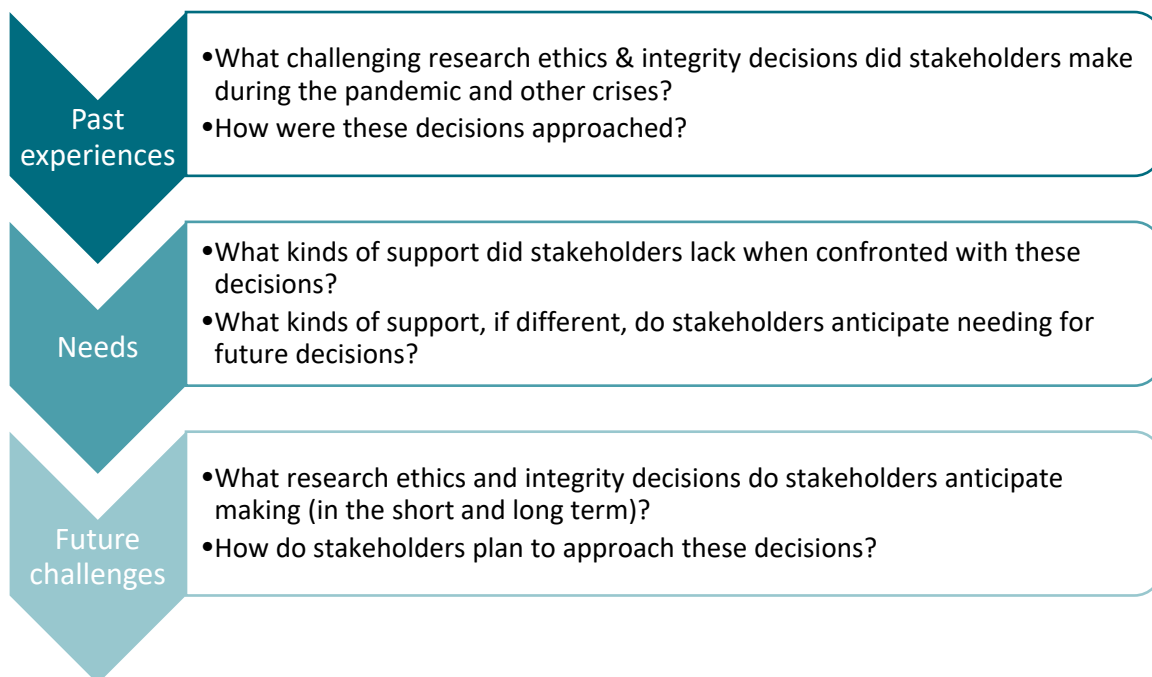 Past
experiences
•What challenging research ethics & integrity decisions did stakeholders make
during the pandemic and other crises?
•How were these decisions approached?
Needs
•What kinds of support did stakeholders lack when confronted with these
decisions?
•What kinds of support, if different, do stakeholders anticipate needing for
future decisions?
Future
challenges
•What research ethics and integrity decisions do stakeholders anticipate
making (in the short and long term)?
•How do stakeholders plan to approach these decisions?